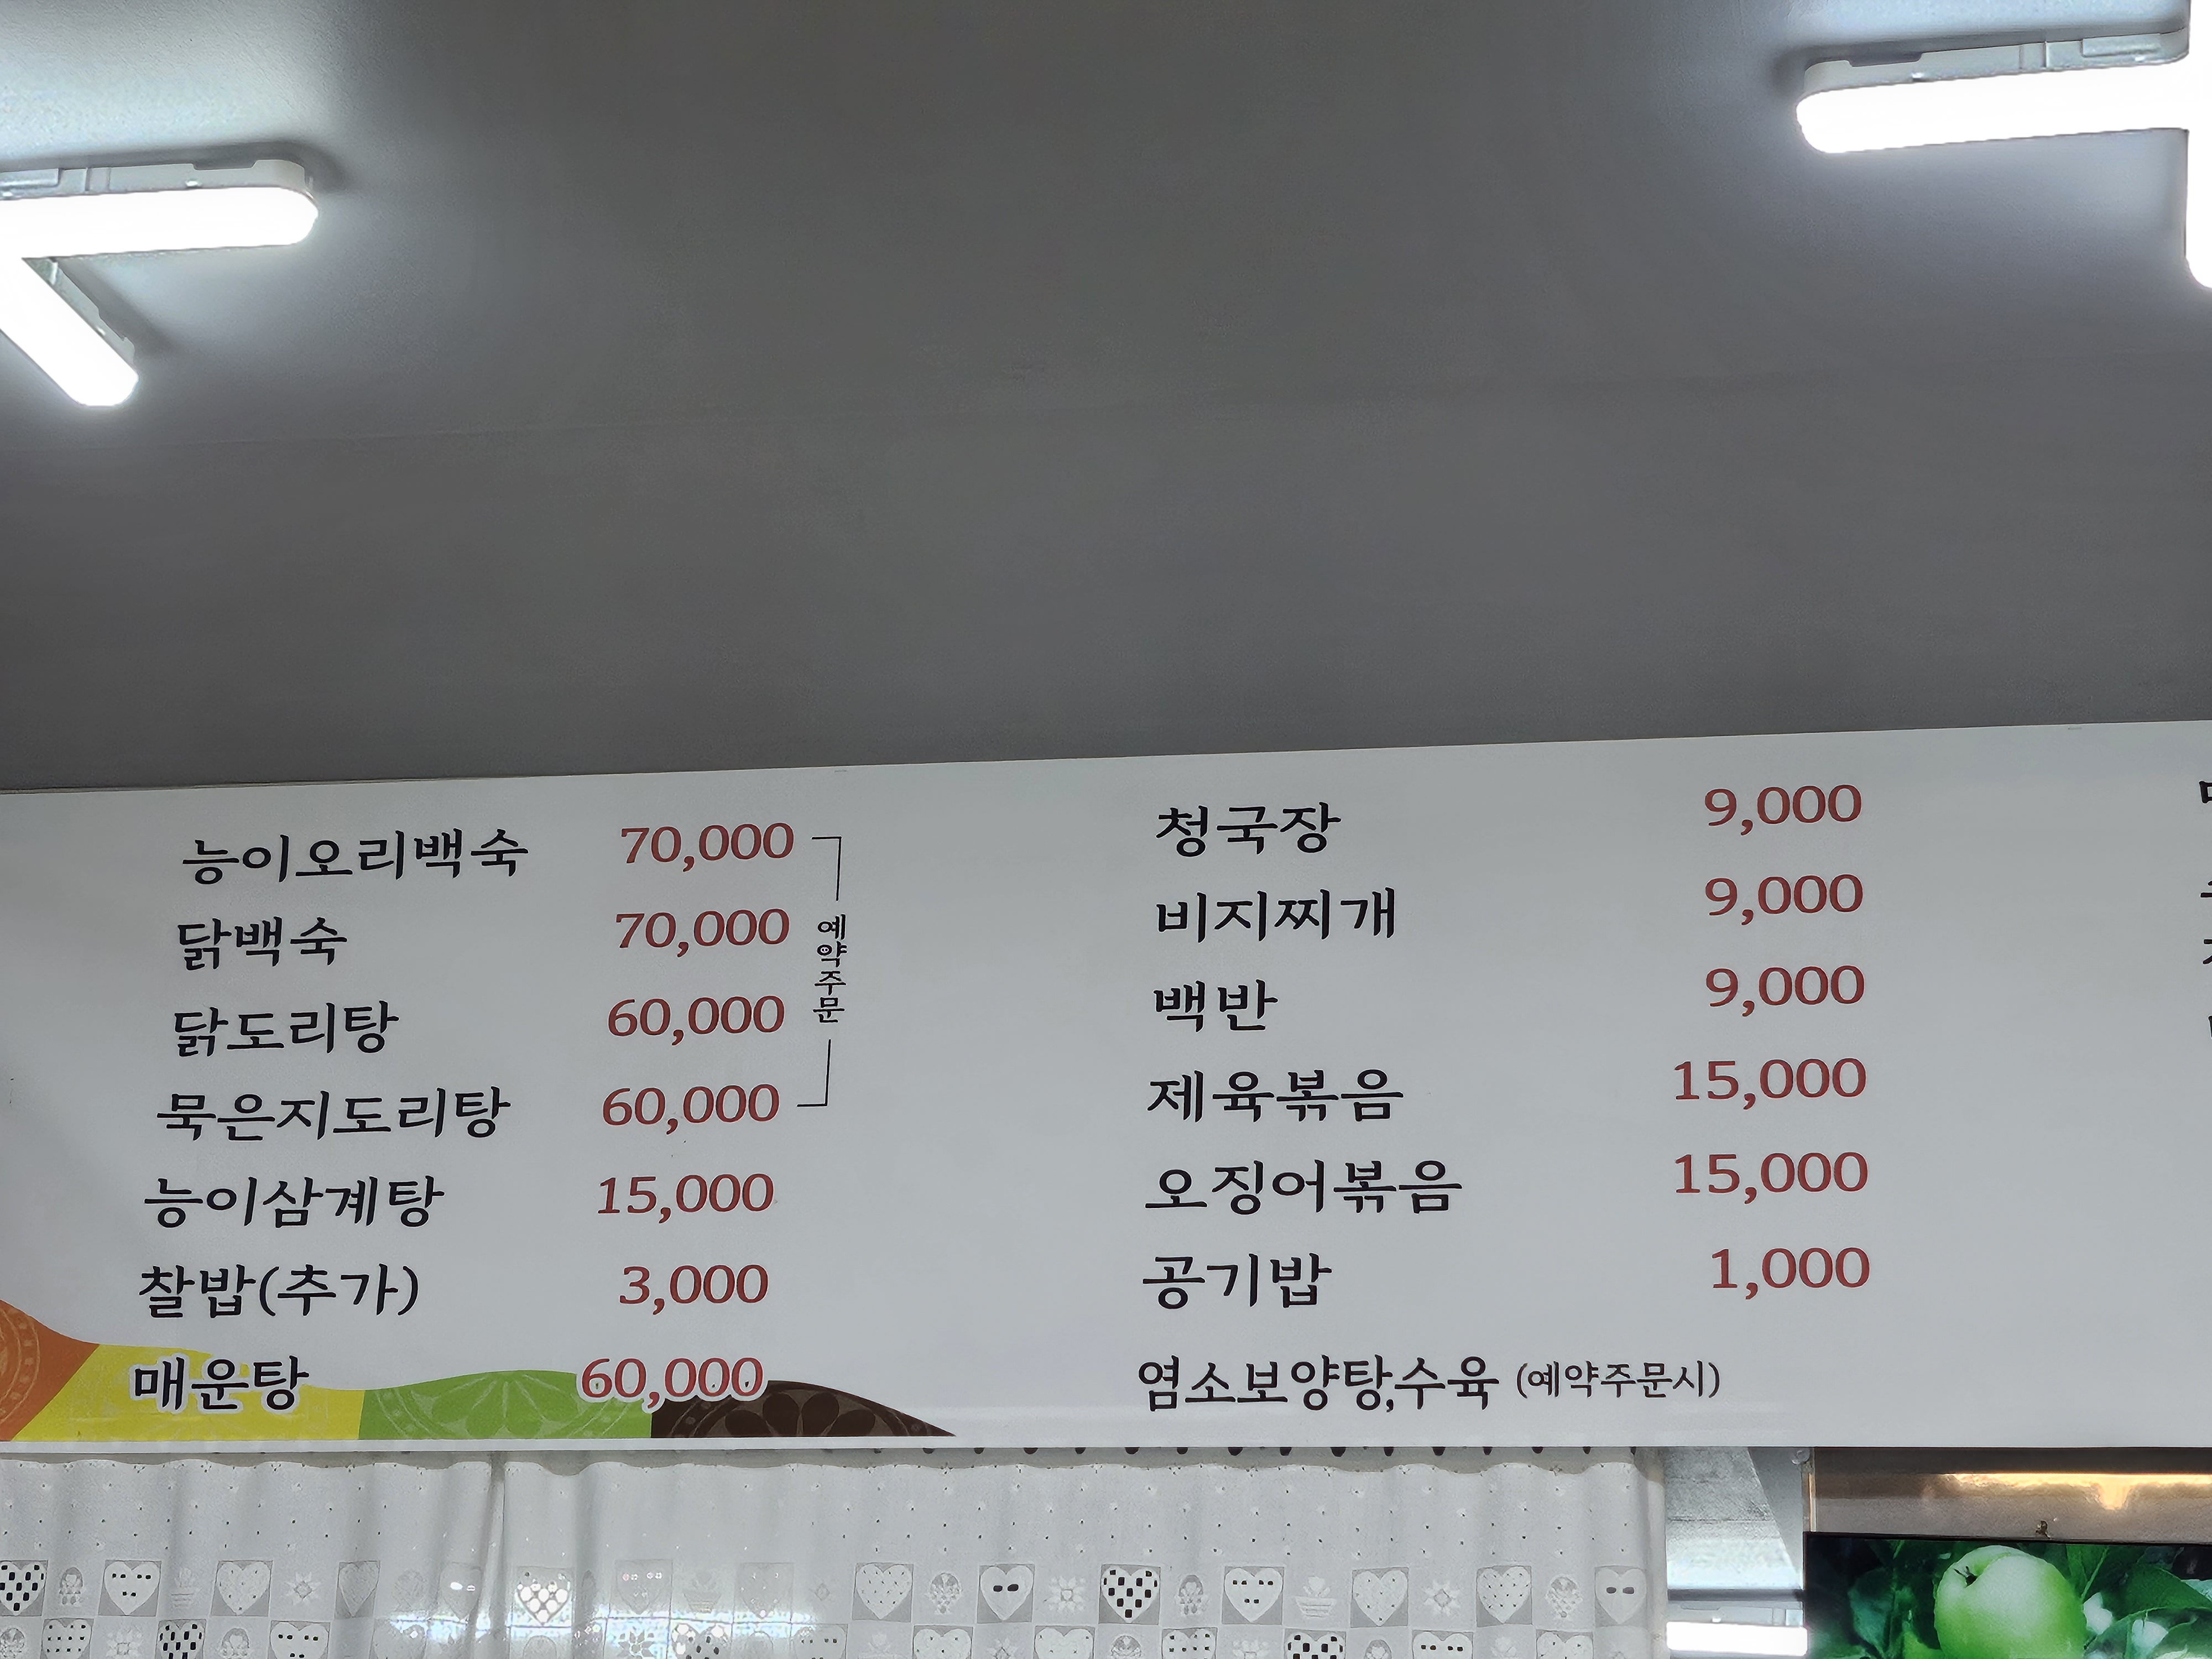 능이오리백숙 70,000
닭백숙 70,000
닭도리탕 60,000
묵은지도리탕 60,000
예약주문
능이삼계탕 15,000
찰밥(추가) 3,000
매운탕 60,000
청국장 9,000
비지찌개 9,000
백반 9,000
제육볶음 15,000
오징어볶음 15,000
공기밥 1,000
염소보양탕,수육 (예약주문시)